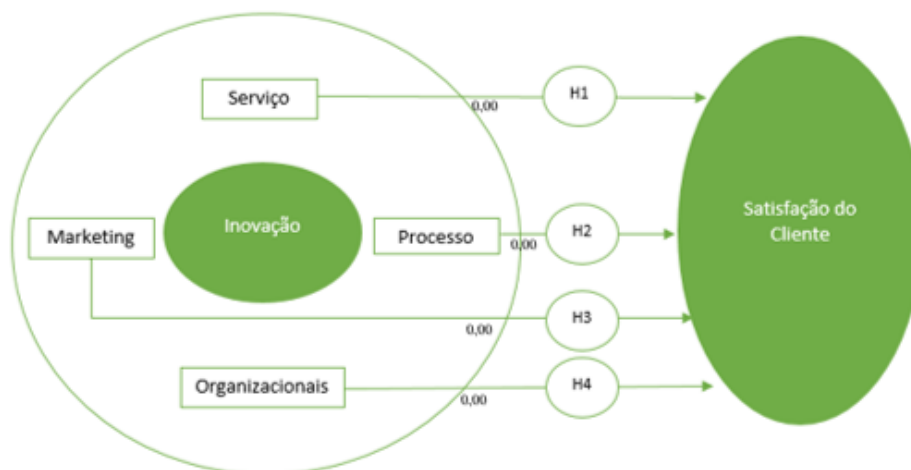 Serviço
0,00
H1
Marketing
Inovação
Processo
0,00
H2
Satisfação do
Cliente
0,00
H3
Organizacionais
0,00
H4